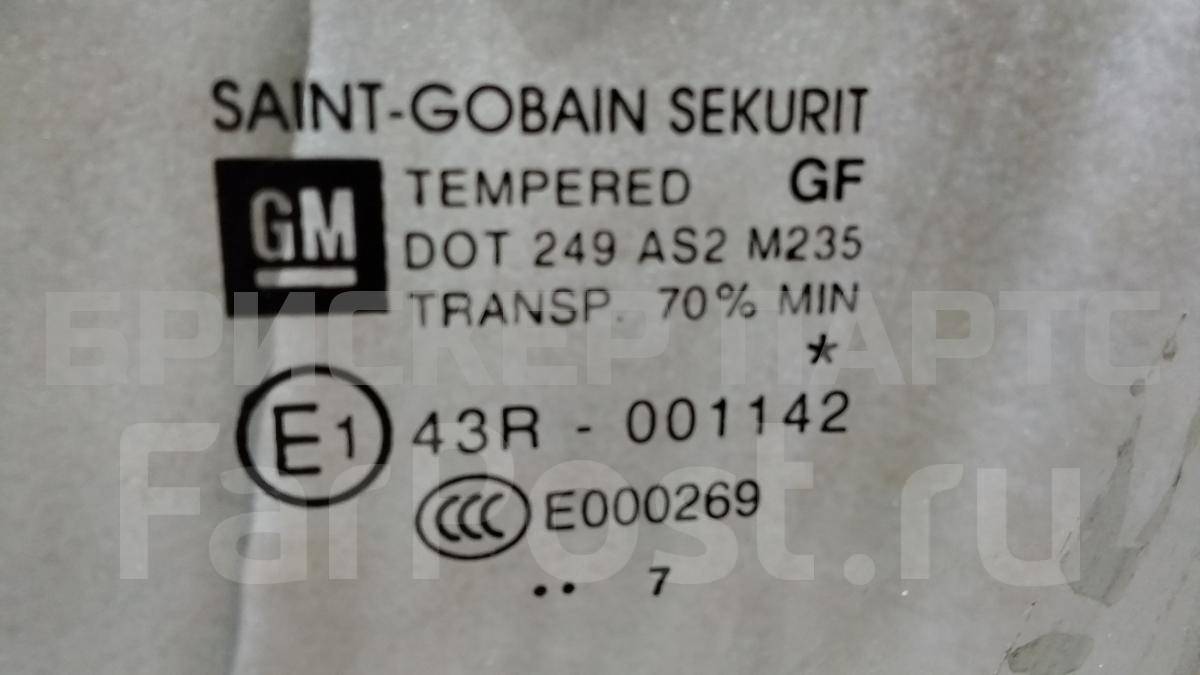 SAINT-GOBAIN SEKURIT
GM
TEMPERED GF
DOT 249 AS2 M235
TRANSP. 70% MIN
*
БРИСКЕР ПАРТС
E1 43R - 001142
FarPost.ru
CCC E000269
.. 7